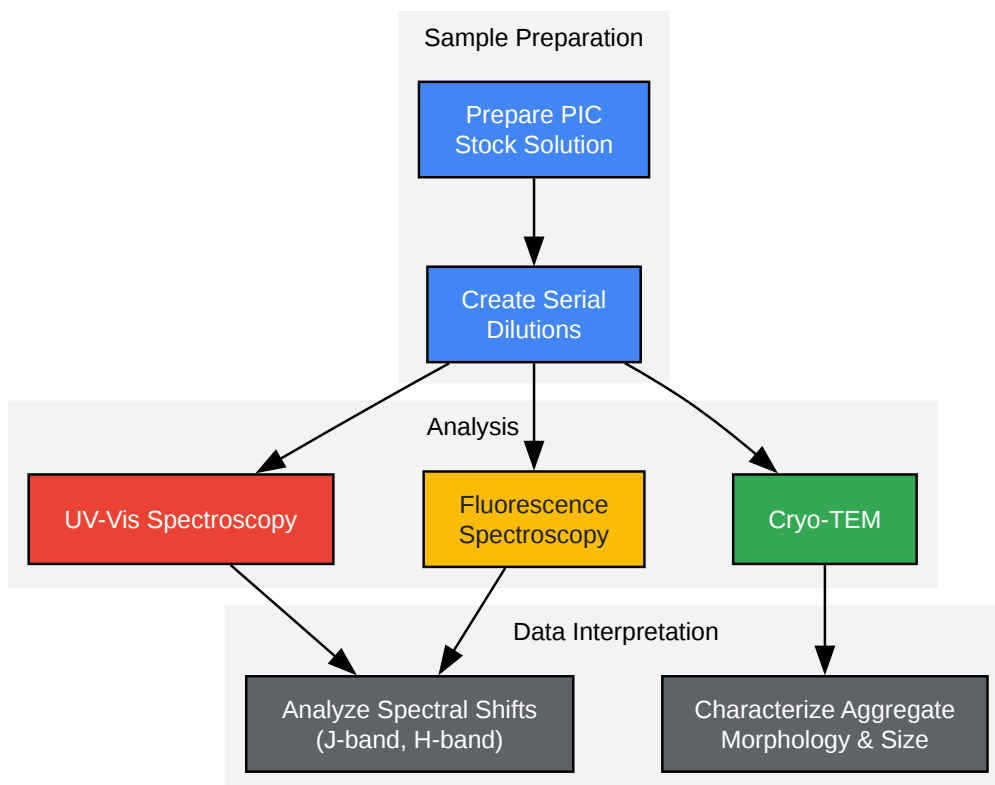 Sample Preparation
Prepare PIC
Stock Solution
Create Serial
Dilutions
Analysis
UV-Vis Spectroscopy
Fluorescence
Spectroscopy
Cryo-TEM
Data Interpretation
Analyze Spectral Shifts
(J-band, H-band)
Characterize Aggregate
Morphology & Size